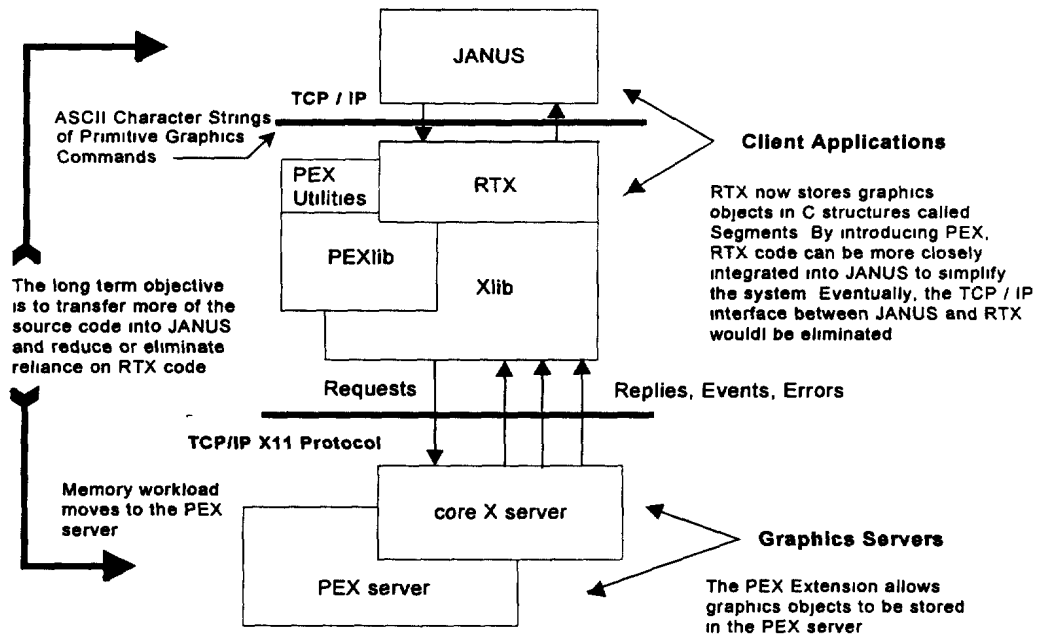 JANUS
TCP / IP
ASCII Character Strings
of Primitive Graphics
Commands
PEX
Utilities
RTX
PEXlib
Xlib
Client Applications
RTX now stores graphics
objects in C structures called
Segments By introducing PEX,
RTX code can be more closely
integrated into JANUS to simplify
the system Eventually, the TCP / IP
interface between JANUS and RTX
wouldl be eliminated
The long term objective
is to transfer more of the
source code into JANUS
and reduce or eliminate
reliance on RTX code
Requests
Replies, Events, Errors
TCP/IP X11 Protocol
Memory workload
moves to the PEX
server
core X server
PEX server
Graphics Servers
The PEX Extension allows
graphics objects to be stored
in the PEX server